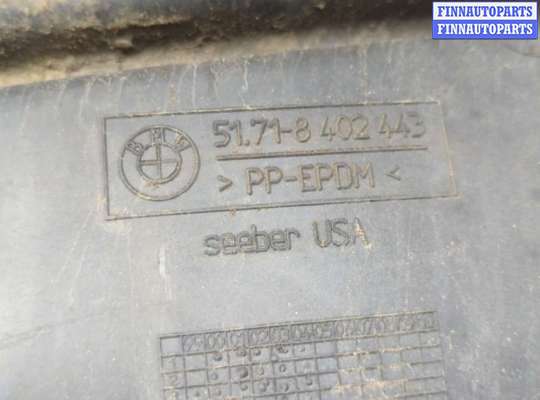 FINNAUTOPARTS
FINNAUTOPARTS
BMW
51.71-8 402 443
> PP-EPDM <
seeber USA